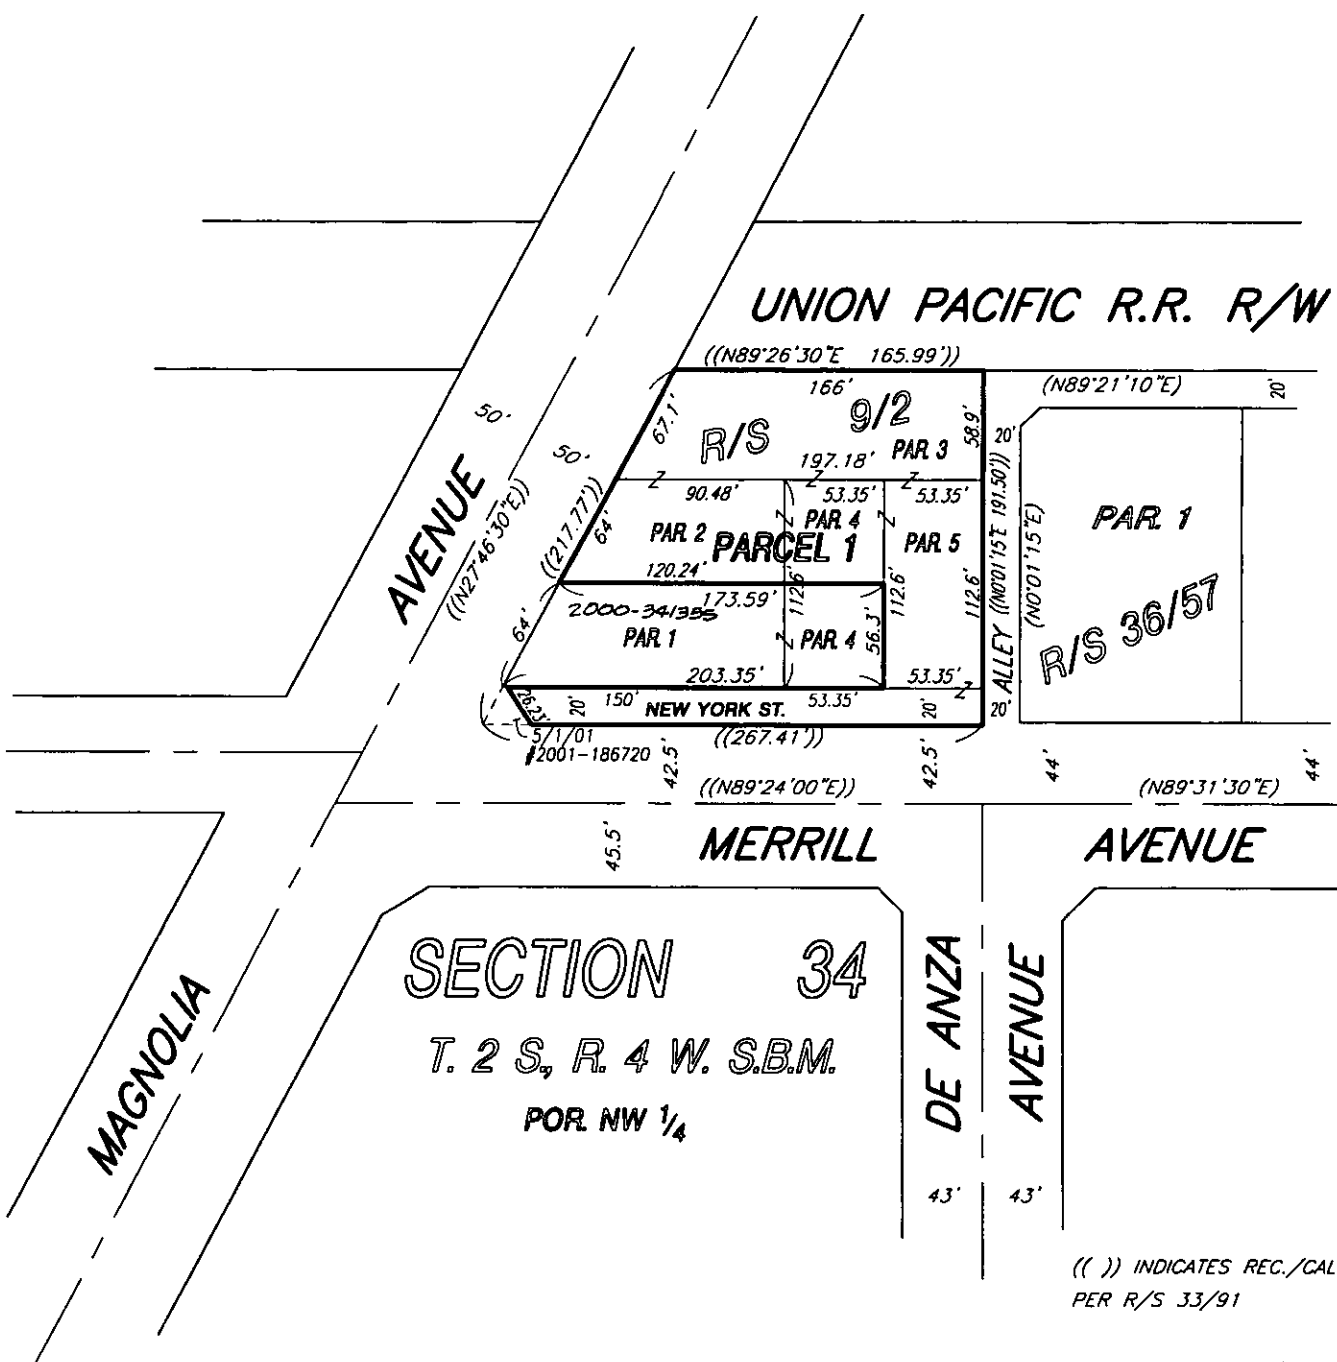 UNION PACIFIC R.R. R/W
((N89°26'30"E 165.99'))
166'
(N89°21'10"E)
20'
50'
50'
67.1'
R/S 9/2
PAR. 3
58.9'
20'
197.18'
90.48'
53.35'
53.35'
AVENUE
((N27°46'30"E))
((217.77'))
64'
PAR. 2
PAR. 4
PAR. 5
PARCEL 1
ALLEY ((N0°01'15"E 191.50'))
(N0°01'15"E)
PAR. 1
R/S 36/57
120.24'
173.59'
112.6'
112.6'
112.6'
2000-341355
64'
PAR. 1
PAR. 4
56.3'
203.35'
53.35'
26.23'
20'
150'
53.35'
NEW YORK ST.
20'
20'
5/1/01
#2001-186720
((267.41'))
42.5'
42.5'
44'
44'
((N89°24'00"E))
(N89°31'30"E)
45.5'
MERRILL AVENUE
SECTION 34
T. 2 S., R. 4 W. S.B.M.
POR. NW 1/4
MAGNOLIA
DE ANZA
AVENUE
43'
43'
(( )) INDICATES REC./CAL
PER R/S 33/91